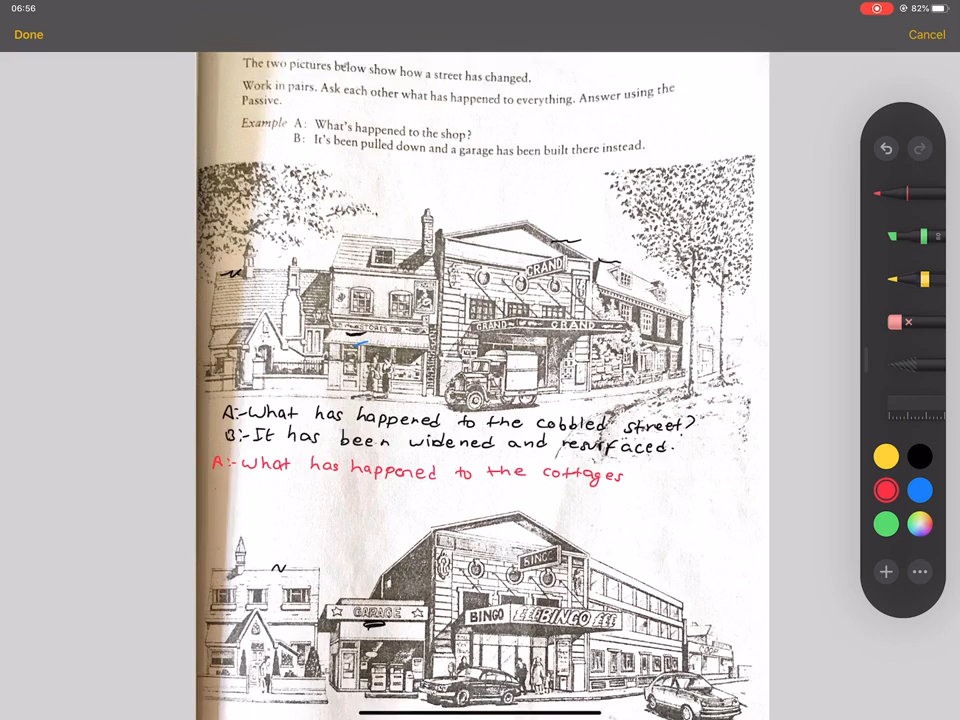 06:56
82%
Done
Cancel
The two pictures below show how a street has changed.
Work in pairs. Ask each other what has happened to everything. Answer using the
Passive.
Example A: What's happened to the shop?
B: It's been pulled down and a garage has been built there instead.
GRAND
GRAND GRAND
A:-What has happened to the cobbled street?
B:-It has been widened and resurfaced.
A:-What has happened to the cottages
BINGO
GARAGE
BINGO BINGO